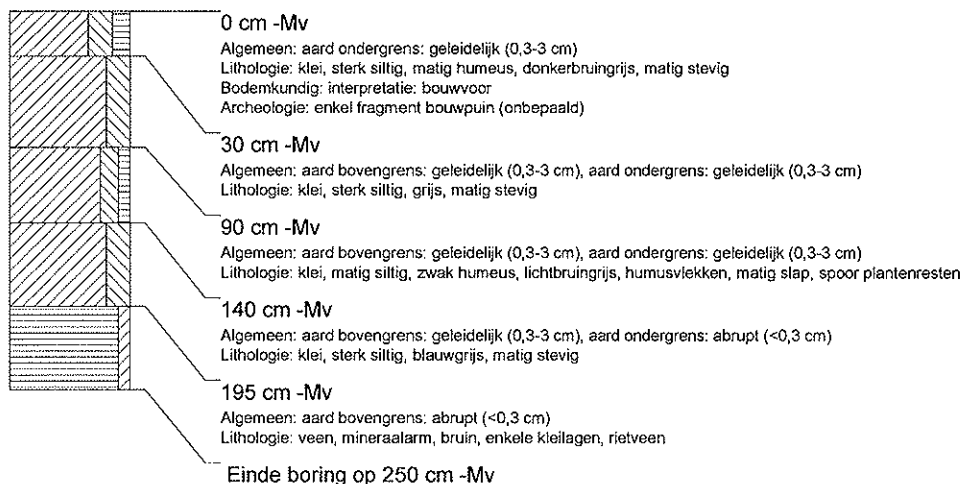 0 cm -Mv
Algemeen: aard ondergrens: geleidelijk (0,3-3 cm)
Lithologie: klei, sterk siltig, matig humeus, donkerbruingrijs, matig stevig
Bodemkundig: interpretatie: bouwvoor
Archeologie: enkel fragment bouwpuin (onbepaald)
30 cm -Mv
Algemeen: aard bovengrens: geleidelijk (0,3-3 cm), aard ondergrens: geleidelijk (0,3-3 cm)
Lithologie: klei, sterk siltig, grijs, matig stevig
90 cm -Mv
Algemeen: aard bovengrens: geleidelijk (0,3-3 cm), aard ondergrens: geleidelijk (0,3-3 cm)
Lithologie: klei, matig siltig, zwak humeus, lichtbruingrijs, humusvlekken, matig slap, spoor plantenresten
140 cm -Mv
Algemeen: aard bovengrens: geleidelijk (0,3-3 cm), aard ondergrens: abrupt (<0,3 cm)
Lithologie: klei, sterk siltig, blauwgrijs, matig stevig
195 cm -Mv
Algemeen: aard bovengrens: abrupt (<0,3 cm)
Lithologie: veen, mineraalarm, bruin, enkele kleilagen, rietveen
Einde boring op 250 cm -Mv